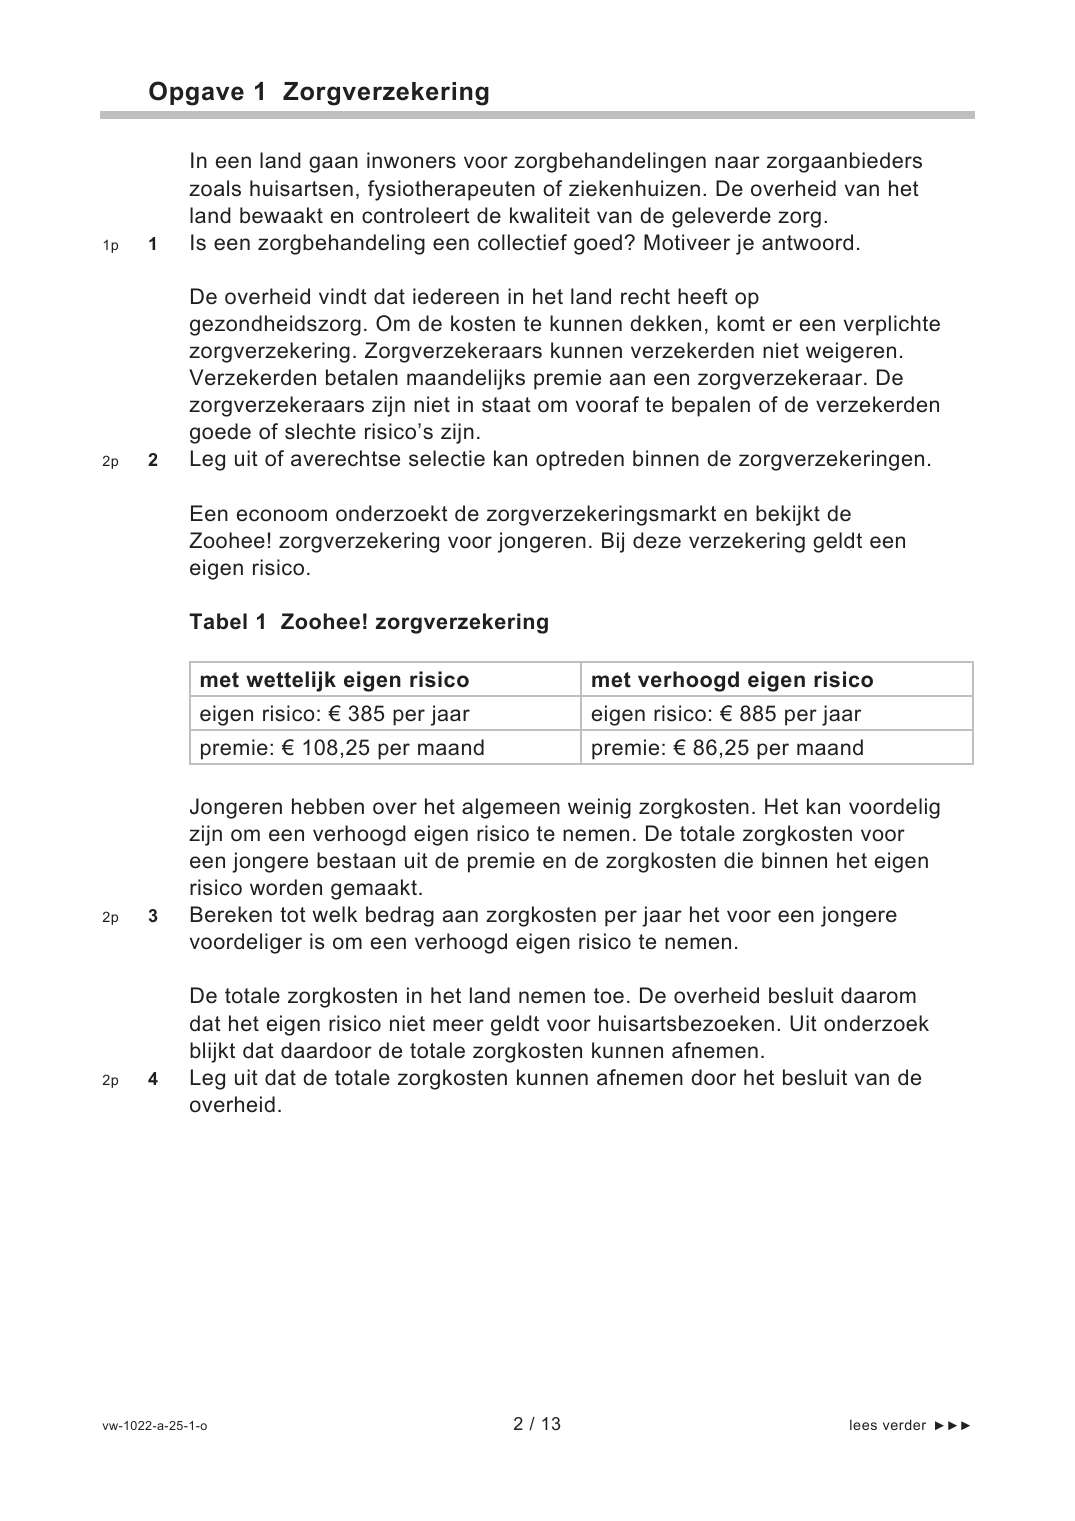 Opgave 1 Zorgverzekering
In een land gaan inwoners voor zorgbehandelingen naar zorgaanbieders
zoals huisartsen, fysiotherapeuten of ziekenhuizen. De overheid van het
land bewaakt en controleert de kwaliteit van de geleverde zorg.
1p 1 Is een zorgbehandeling een collectief goed? Motiveer je antwoord.
De overheid vindt dat iedereen in het land recht heeft op
gezondheidszorg. Om de kosten te kunnen dekken, komt er een verplichte
zorgverzekering. Zorgverzekeraars kunnen verzekerden niet weigeren.
Verzekerden betalen maandelijks premie aan een zorgverzekeraar. De
zorgverzekeraars zijn niet in staat om vooraf te bepalen of de verzekerden
goede of slechte risico's zijn.
2p 2 Leg uit of averechtse selectie kan optreden binnen de zorgverzekeringen.
Een econoom onderzoekt de zorgverzekeringsmarkt en bekijkt de
Zoohee! zorgverzekering voor jongeren. Bij deze verzekering geldt een
eigen risico.
Tabel 1 Zoohee! zorgverzekering
met wettelijk eigen risico met verhoogd eigen risico
eigen risico: € 385 per jaar eigen risico: € 885 per jaar
premie: € 108,25 per maand premie: € 86,25 per maand
Jongeren hebben over het algemeen weinig zorgkosten. Het kan voordelig
zijn om een verhoogd eigen risico te nemen. De totale zorgkosten voor
een jongere bestaan uit de premie en de zorgkosten die binnen het eigen
risico worden gemaakt.
2p 3 Bereken tot welk bedrag aan zorgkosten per jaar het voor een jongere
voordeliger is om een verhoogd eigen risico te nemen.
De totale zorgkosten in het land nemen toe. De overheid besluit daarom
dat het eigen risico niet meer geldt voor huisartsbezoeken. Uit onderzoek
blijkt dat daardoor de totale zorgkosten kunnen afnemen.
2p 4 Leg uit dat de totale zorgkosten kunnen afnemen door het besluit van de
overheid.
vw-1022-a-25-1-o 2 / 13 lees verder ►►►